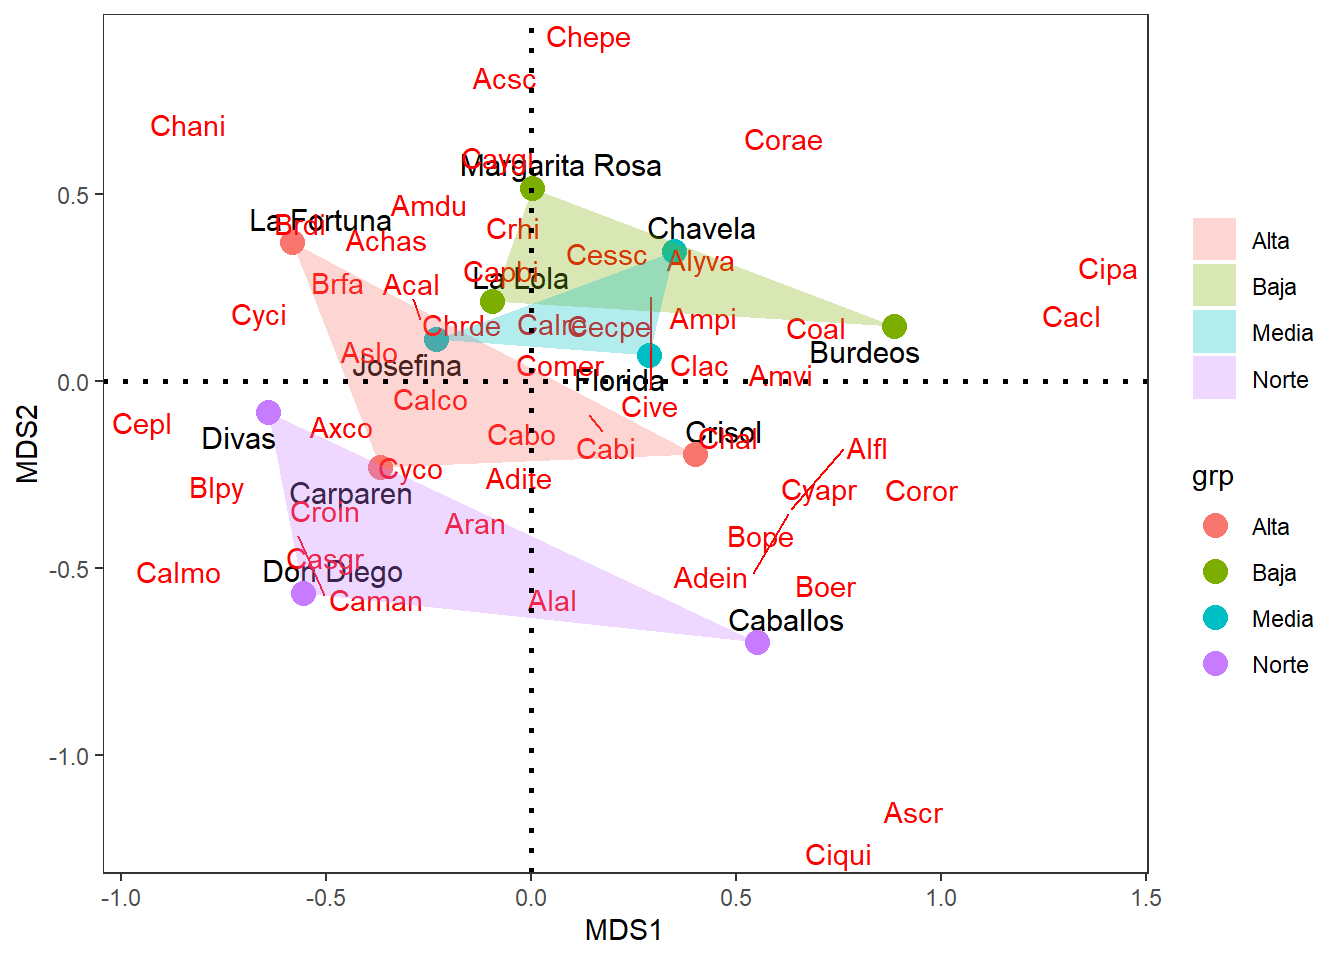 Chepe
Acsc
Chani
Corae
Caygl
Margarita Rosa
Amdu
La Fortuna
Brdi
Crhi
Chavela
Achas
Cessc
Alyva
Cipa
La Lola
Brfa
Acal
Cyci
Chrde
Cecpe
Ampi
Coal
Cacl
Aslo
Josefina
Comer
Florida
Clac
Amvi
Burdeos
Calco
Cive
Cepl
Divas
Axco
Cabo
Cabi
Crisol
Chal
Alfl
Cyco
Adite
Blpy
Carparen
Cyapr
Coror
Croln
Aran
Bope
Casgr
Don Diego
Calmo
Adein
Boer
Caman
Alal
Caballos
Ascr
Ciqui
0.5
0.0
-0.5
-1.0
MDS2
-1.0
-0.5
0.0
0.5
1.0
1.5
MDS1
Alta
Baja
Media
Norte
grp
Alta
Baja
Media
Norte